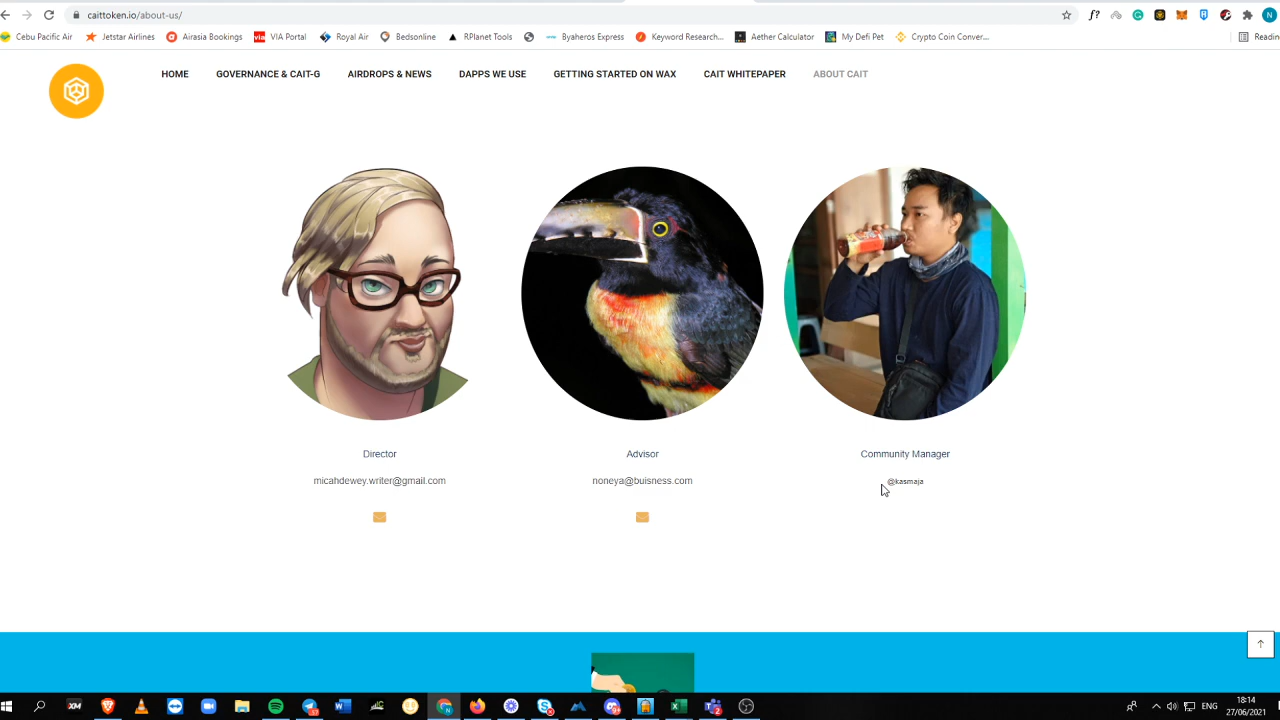 caittoken.io/about-us/
Cebu Pacific Air Jetstar Airlines Airasia Bookings VIA Portal Royal Air Bedsonline RPlanet Tools Byaheros Express Keyword Research... Aether Calculator My Defi Pet Crypto Coin Conver...
HOME GOVERNANCE & CAIT-G AIRDROPS & NEWS DAPPS WE USE GETTING STARTED ON WAX CAIT WHITEPAPER ABOUT CAIT
Director Advisor Community Manager
micahdewey.writer@gmail.com noneya@buisness.com @kasmaja
ENG 18:14
27/06/2021